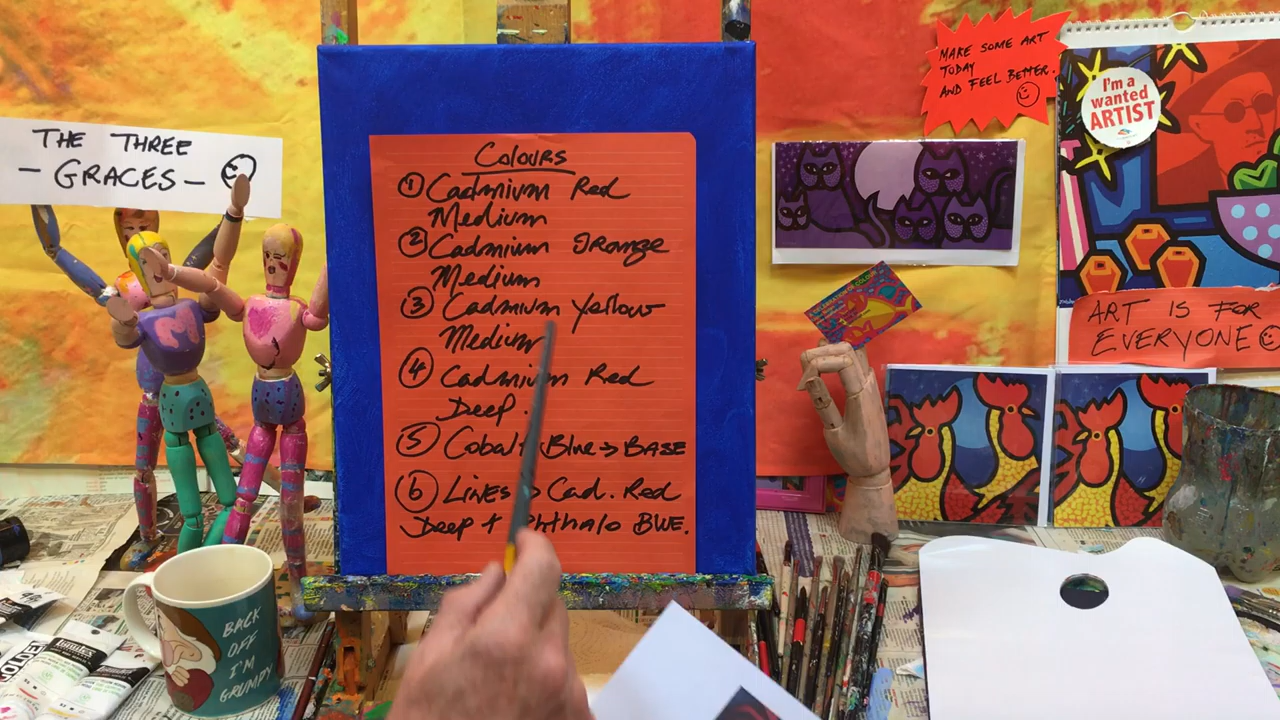 THE THREE
- GRACES -
Colours
① Cadmium Red
Medium
② Cadmium Orange
Medium
③ Cadmium Yellow
Medium
④ Cadmium Red
Deep.
⑤ Cobalt Blue → BASE
⑥ LINES → Cad. Red
Deep + Phthalo BLUE.
MAKE SOME ART
TODAY
AND FEEL BETTER.
I'm a
wanted
ARTIST
ART IS FOR
EVERYONE
BACK
OFF
I'M
GRUMPY